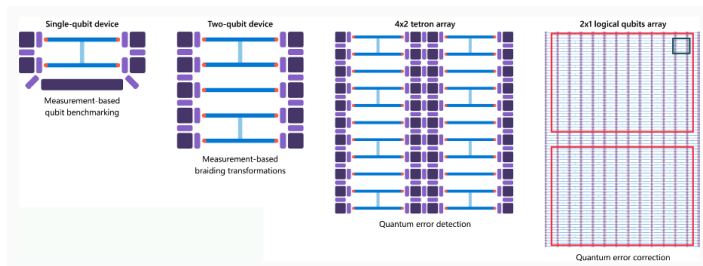 Single-qubit device
Measurement-based
qubit benchmarking
Two-qubit device
Measurement-based
braiding transformations
4x2 tetron array
Quantum error detection
2x1 logical qubits array
Quantum error correction